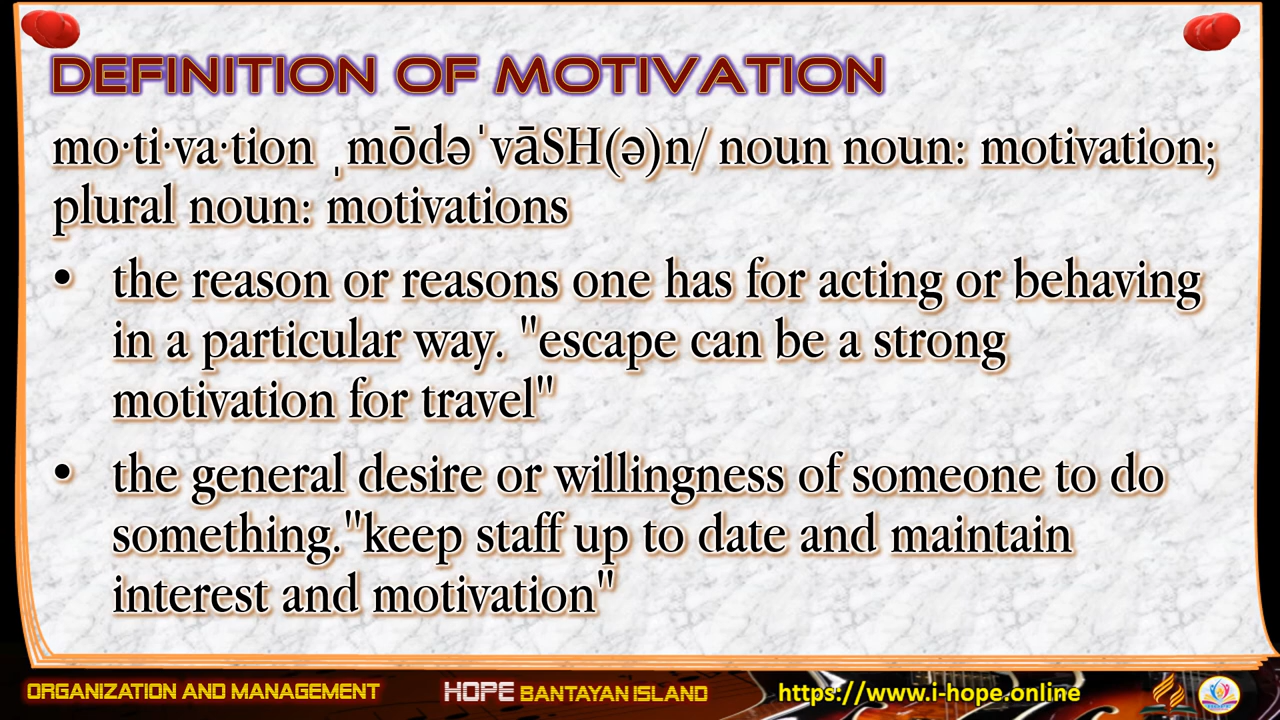 DEFINITION OF MOTIVATION
mo·ti·va·tion ˌmōdəˈvāSH(ə)n/ noun noun: motivation;
plural noun: motivations
• the reason or reasons one has for acting or behaving
in a particular way. "escape can be a strong
motivation for travel"
• the general desire or willingness of someone to do
something."keep staff up to date and maintain
interest and motivation"
ORGANIZATION AND MANAGEMENT HOPE BANTAYAN ISLAND https://www.i-hope.online